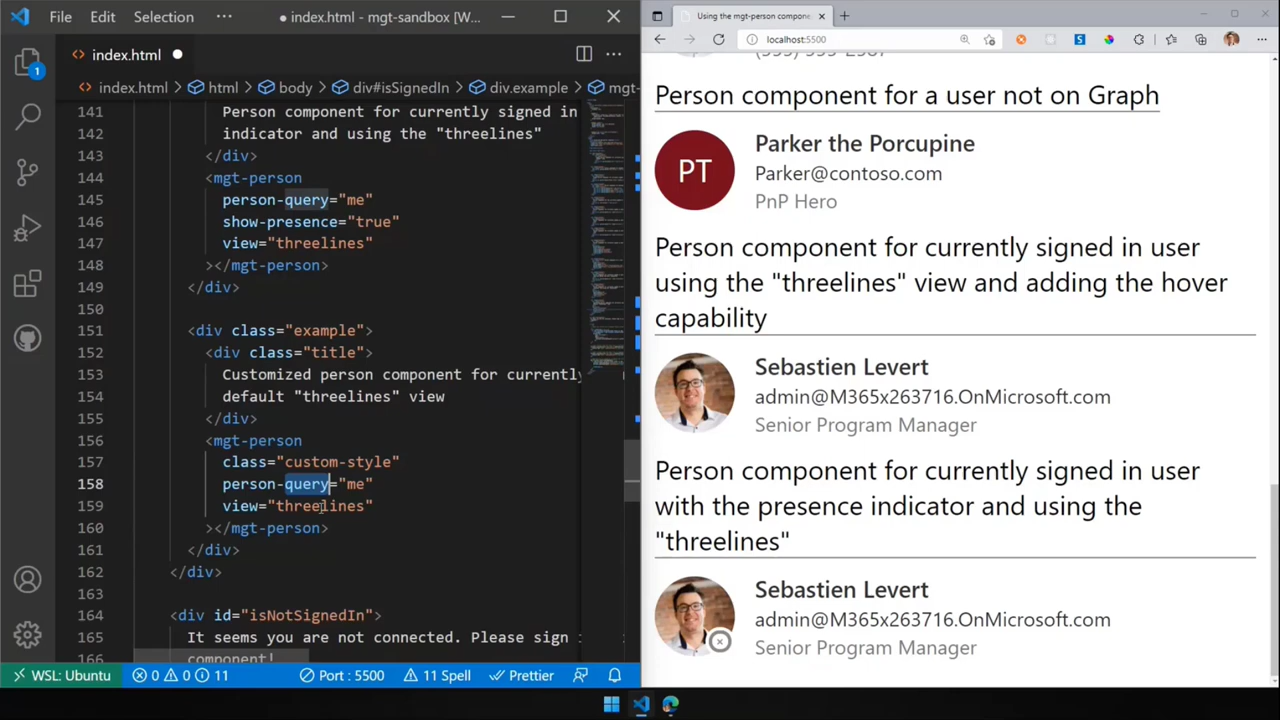 File Edit Selection ··· ● index.html - mgt-sandbox [W...
index.html ●
index.html > html > body > div#isSignedIn > div.example > mgt-
1
141 Person component for currently signed in
142 indicator and using the "threelines"
143 </div>
144 <mgt-person
145 person-query="me"
146 show-presence="true"
147 view="threelines"
148 ></mgt-person>
149 </div>
150
151 <div class="example">
152 <div class="title">
153 Customized person component for currently
154 default "threelines" view
155 </div>
156 <mgt-person
157 class="custom-style"
158 person-query="me"
159 view="threelines"
160 ></mgt-person>
161 </div>
162 </div>
163
164 <div id="isNotSignedIn">
165 It seems you are not connected. Please sign
166 component!
WSL: Ubuntu 0 0 11 Port : 5500 11 Spell Prettier
Using the mgt-person compone
localhost:5500
Person component for a user not on Graph
PT
Parker the Porcupine
Parker@contoso.com
PnP Hero
Person component for currently signed in user
using the "threelines" view and adding the hover
capability
Sebastien Levert
admin@M365x263716.OnMicrosoft.com
Senior Program Manager
Person component for currently signed in user
with the presence indicator and using the
"threelines"
Sebastien Levert
admin@M365x263716.OnMicrosoft.com
Senior Program Manager